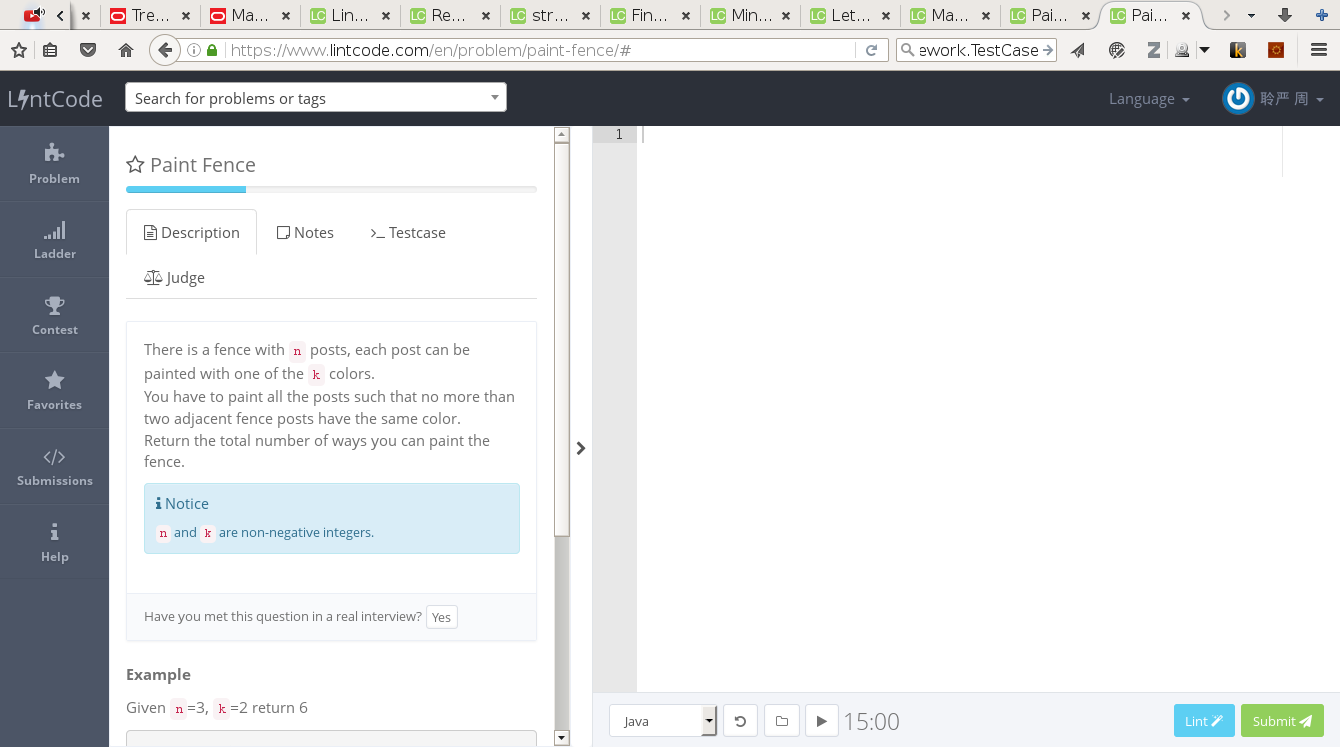 Tre... Ma... Lin... Re... str... Fin... Min... Let... Ma... Pai... Pai...
https://www.lintcode.com/en/problem/paint-fence/# ework.TestCase
LintCode Search for problems or tags Language 聆严 周
Problem
Ladder
Contest
Favorites
Submissions
Help
Paint Fence
Description Notes Testcase
Judge
There is a fence with n posts, each post can be
painted with one of the k colors.
You have to paint all the posts such that no more than
two adjacent fence posts have the same color.
Return the total number of ways you can paint the
fence.
Notice
n and k are non-negative integers.
Have you met this question in a real interview? Yes
Example
Given n=3, k=2 return 6
1
Java 15:00 Lint Submit